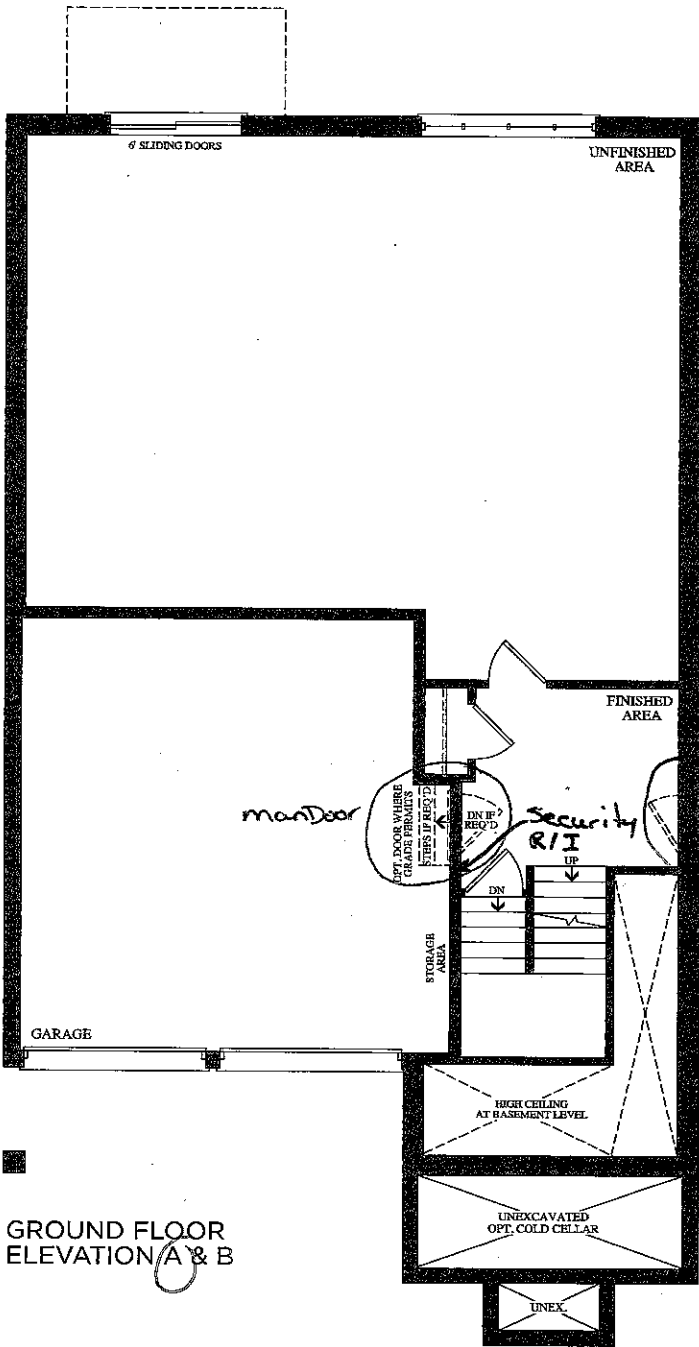 6' SLIDING DOORS
UNFINISHED
AREA
FINISHED
AREA
manDoor
OPT. DOOR WHERE
GRADE PERMITS
STEPS IF REQ'D
DN IF
REQ'D
Security
R/I
UP
DN
STORAGE
AREA
GARAGE
HIGH CEILING
AT BASEMENT LEVEL
UNEXCAVATED
OPT. COLD CELLAR
GROUND FLOOR
ELEVATION A & B
UNEX.